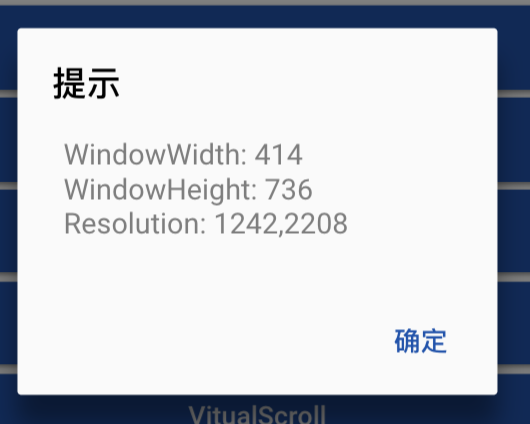 提示
WindowWidth: 414
WindowHeight: 736
Resolution: 1242,2208
确定
VitualScroll